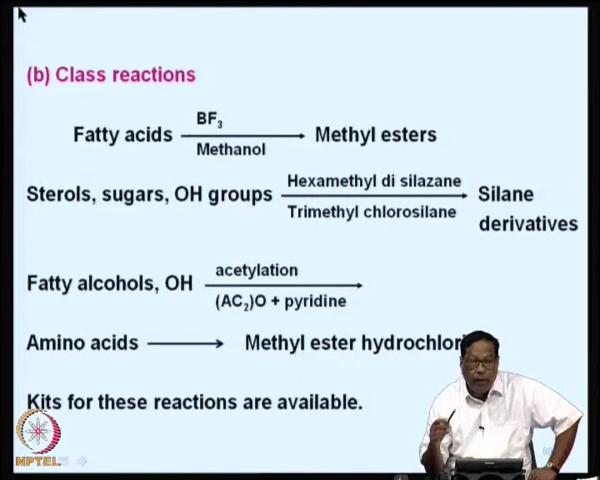 (b) Class reactions
BF3
Fatty acids Methyl esters
Methanol
Hexamethyl di silazane
Sterols, sugars, OH groups Silane
Trimethyl chlorosilane derivatives
acetylation
Fatty alcohols, OH
(AC2)O + pyridine
Amino acids Methyl ester
Kits for these reactions are available.
NPTEL